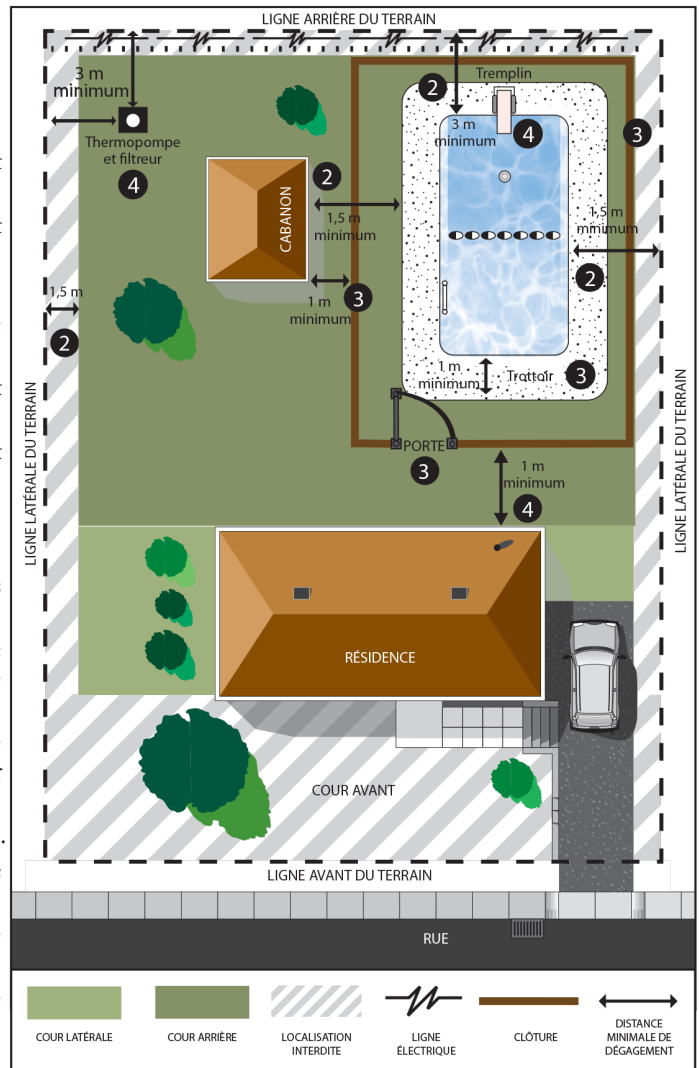 LIGNE ARRIÈRE DU TERRAIN
3 m
minimum
Thermopompe
et filtreur
4
2
Tremplin
3 m
minimum
4
3
CABANON
2
1,5 m
minimum
1,5 m
minimum
2
1,5 m
2
1 m
minimum
3
1 m
minimum
Trottoir
3
PORTE
3
1 m
minimum
4
LIGNE LATÉRALE DU TERRAIN
LIGNE LATÉRALE DU TERRAIN
RÉSIDENCE
COUR AVANT
LIGNE AVANT DU TERRAIN
RUE
COUR LATÉRALE
COUR ARRIÈRE
LOCALISATION
INTERDITE
LIGNE
ÉLECTRIQUE
CLÔTURE
DISTANCE
MINIMALE DE
DÉGAGEMENT